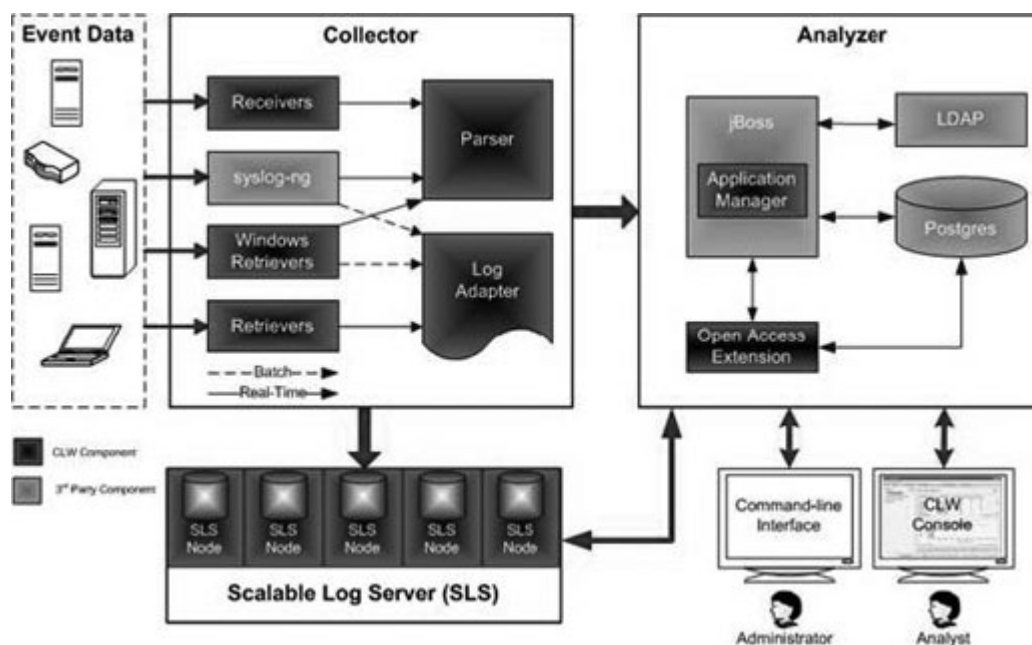 Event Data
Collector
Receivers
syslog-ng
Windows
Retrievers
Retrievers
Parser
Log
Adapter
Batch
Real-Time
Analyzer
jBoss
Application
Manager
LDAP
Postgres
Open Access
Extension
CLW Component
3rd Party Component
SLS
Node
SLS
Node
SLS
Node
SLS
Node
SLS
Node
Scalable Log Server (SLS)
Command-line
Interface
CLW
Console
Administrator
Analyst